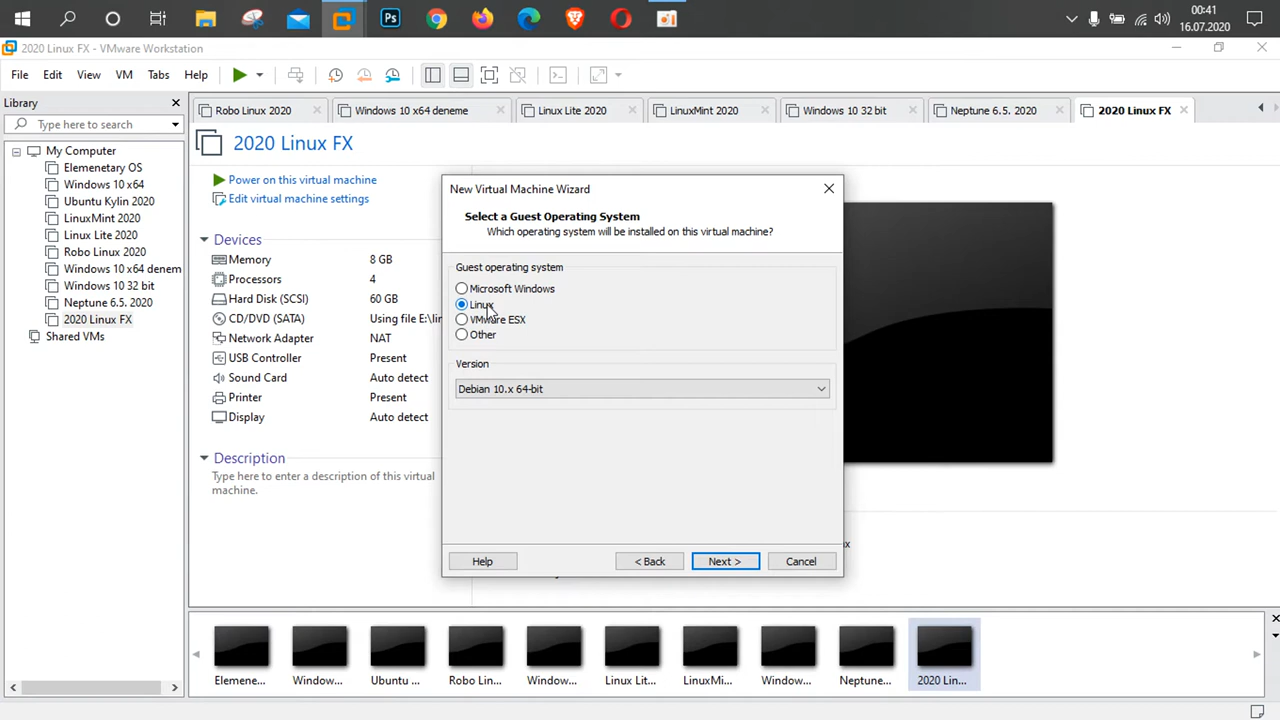 Ps
00:41
16.07.2020
2020 Linux FX - VMware Workstation
File Edit View VM Tabs Help
Library
Type here to search
My Computer
Elemenetary OS
Windows 10 x64
Ubuntu Kylin 2020
LinuxMint 2020
Linux Lite 2020
Robo Linux 2020
Windows 10 x64 denem
Windows 10 32 bit
Neptune 6.5. 2020
2020 Linux FX
Shared VMs
Robo Linux 2020
Windows 10 x64 deneme
Linux Lite 2020
LinuxMint 2020
Windows 10 32 bit
Neptune 6.5. 2020
2020 Linux FX
2020 Linux FX
Power on this virtual machine
Edit virtual machine settings
Devices
Memory 8 GB
Processors 4
Hard Disk (SCSI) 60 GB
CD/DVD (SATA) Using file E:\lir
Network Adapter NAT
USB Controller Present
Sound Card Auto detect
Printer Present
Display Auto detect
Description
Type here to enter a description of this virtual
machine.
New Virtual Machine Wizard
Select a Guest Operating System
Which operating system will be installed on this virtual machine?
Guest operating system
Microsoft Windows
Linux
VMware ESX
Other
Version
Debian 10.x 64-bit
Help
< Back
Next >
Cancel
Elemene...
Window...
Ubuntu ...
Robo Lin...
Window...
Linux Lit...
LinuxMi...
Window...
Neptune...
2020 Lin...